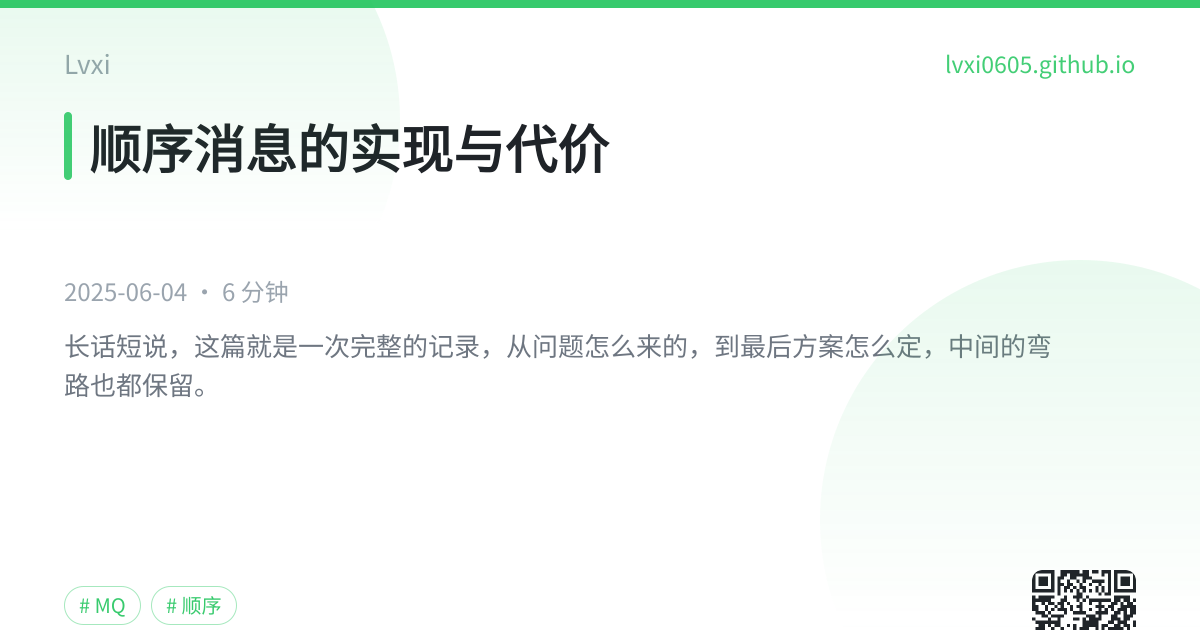 Lvxi
lvxi0605.github.io
顺序消息的实现与代价
2025-06-04 · 6 分钟
长话短说，这篇就是一次完整的记录，从问题怎么来的，到最后方案怎么定，中间的弯
路也都保留。
# MQ
# 顺序